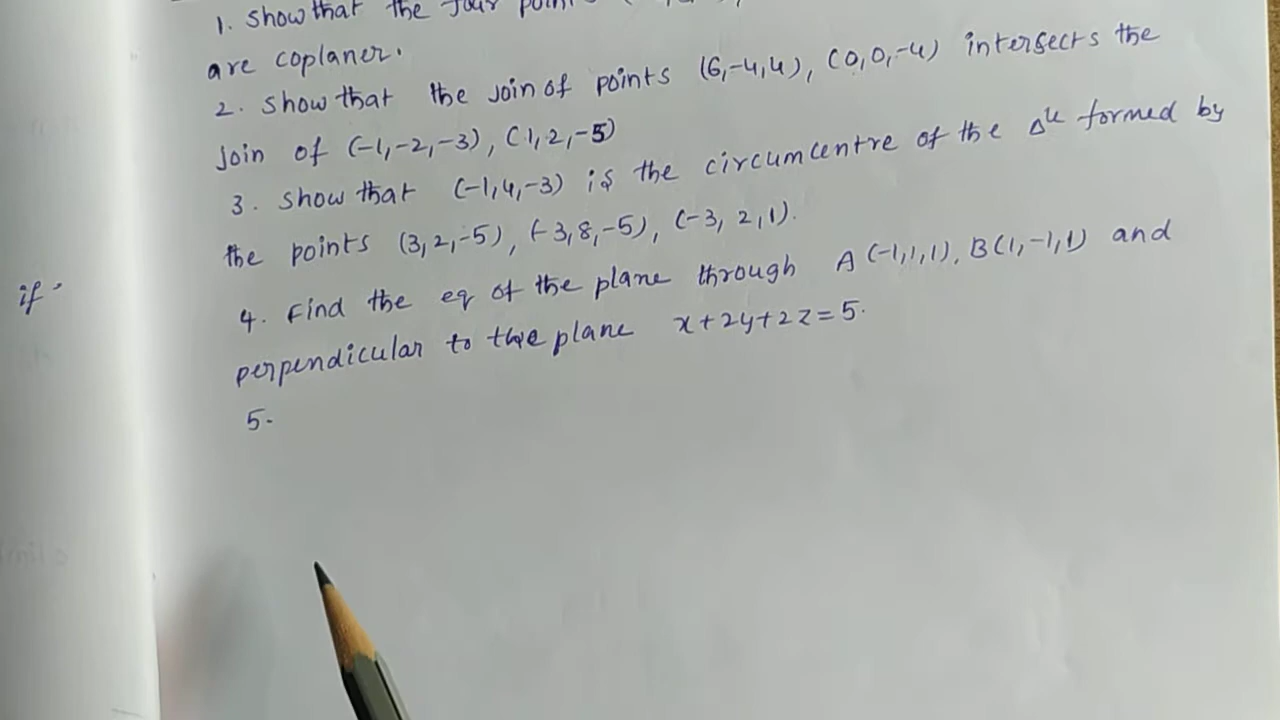 1. Show that the four points
are coplaner.
2. Show that the Join of points (6,-4,4), (0,0,-4) intersects the
Join of (-1,-2,-3), (1,2,-5)
3. Show that (-1,4,-3) is the circumcentre of the Δle formed by
the points (3,2,-5), (-3,8,-5), (-3, 2,1).
4. Find the eq of the plane through A (-1,1,1), B(1,-1,1) and
perpendicular to the plane x+2y+2z=5.
5.
if